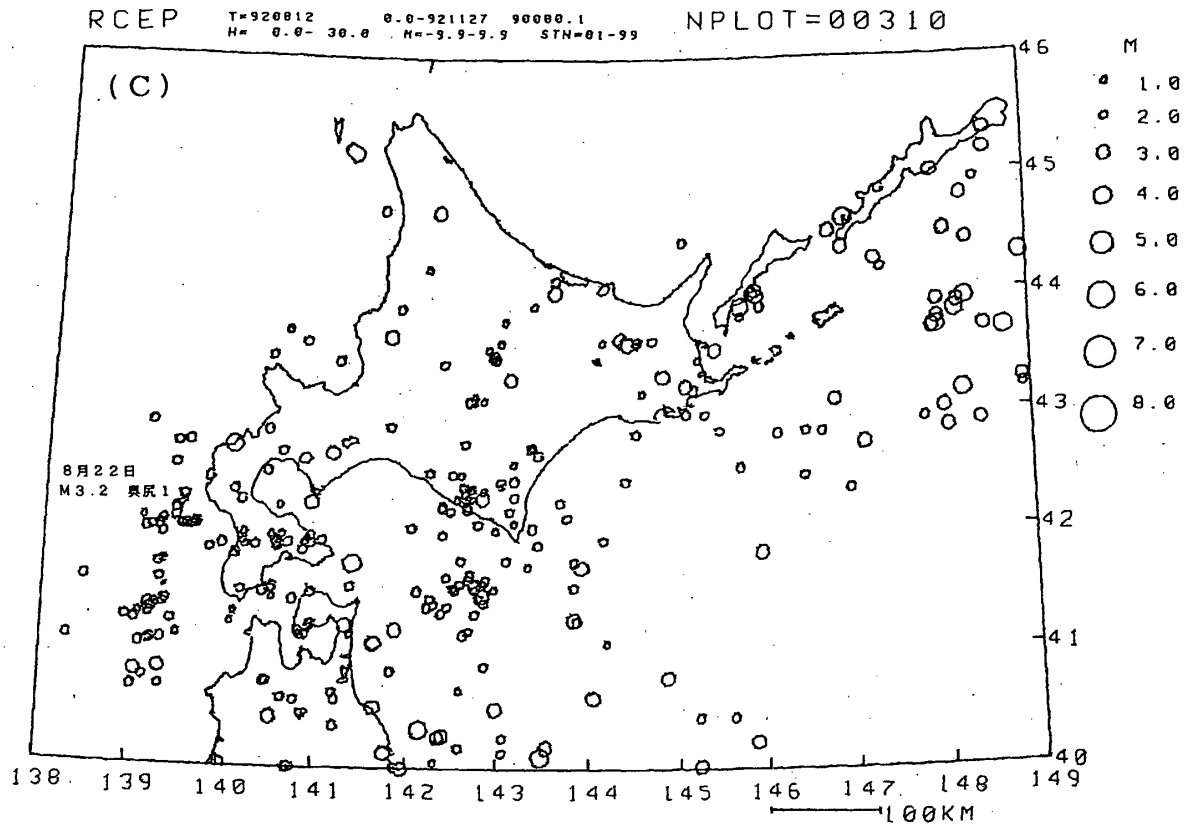 RCEP T=920812 0.0-921127 90000.1 NPLOT=00310
H= 0.0- 30.0 M=-9.9-9.9 STN=01-99
(C)
M
1.0
2.0
3.0
4.0
5.0
6.0
7.0
8.0
46
45
44
43
42
41
40
8月22日
M3.2 奥尻1
138. 139 140 141 142 143 144 145 146 147 148 149
100KM